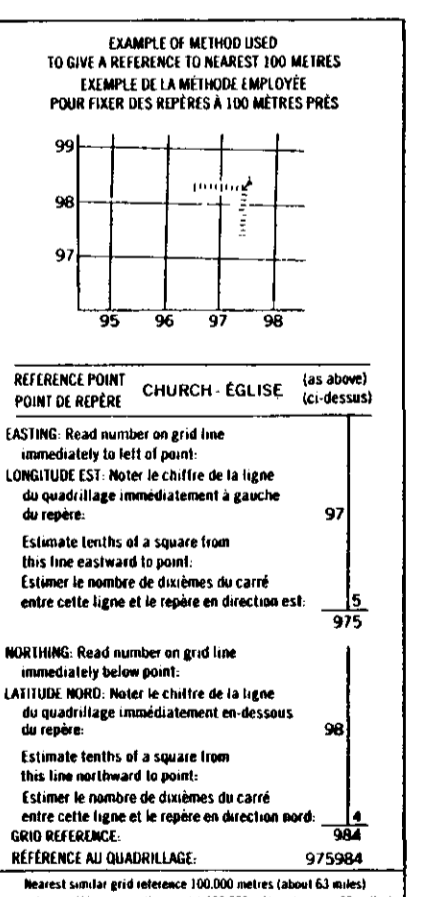 EXAMPLE OF METHOD USED
TO GIVE A REFERENCE TO NEAREST 100 METRES
EXEMPLE DE LA MÉTHODE EMPLOYÉE
POUR FIXER DES REPÈRES À 100 MÈTRES PRÈS
99
98
97
95 96 97 98
REFERENCE POINT CHURCH - ÉGLISE (as above)
POINT DE REPÈRE (ci-dessus)
EASTING: Read number on grid line
immediately to left of point:
LONGITUDE EST: Noter le chiffre de la ligne
du quadrillage immédiatement à gauche
du repère: 97
Estimate tenths of a square from
this line eastward to point:
Estimer le nombre de dixièmes du carré
entre cette ligne et le repère en direction est: 5
975
NORTHING: Read number on grid line
immediately below point:
LATITUDE NORD: Noter le chiffre de la ligne
du quadrillage immédiatement en-dessous
du repère: 98
Estimate tenths of a square from
this line northward to point:
Estimer le nombre de dixièmes du carré
entre cette ligne et le repère en direction nord: 4
GRID REFERENCE: 984
RÉFÉRENCE AU QUADRILLAGE: 975984
Nearest similar grid reference 100,000 metres (about 63 miles)